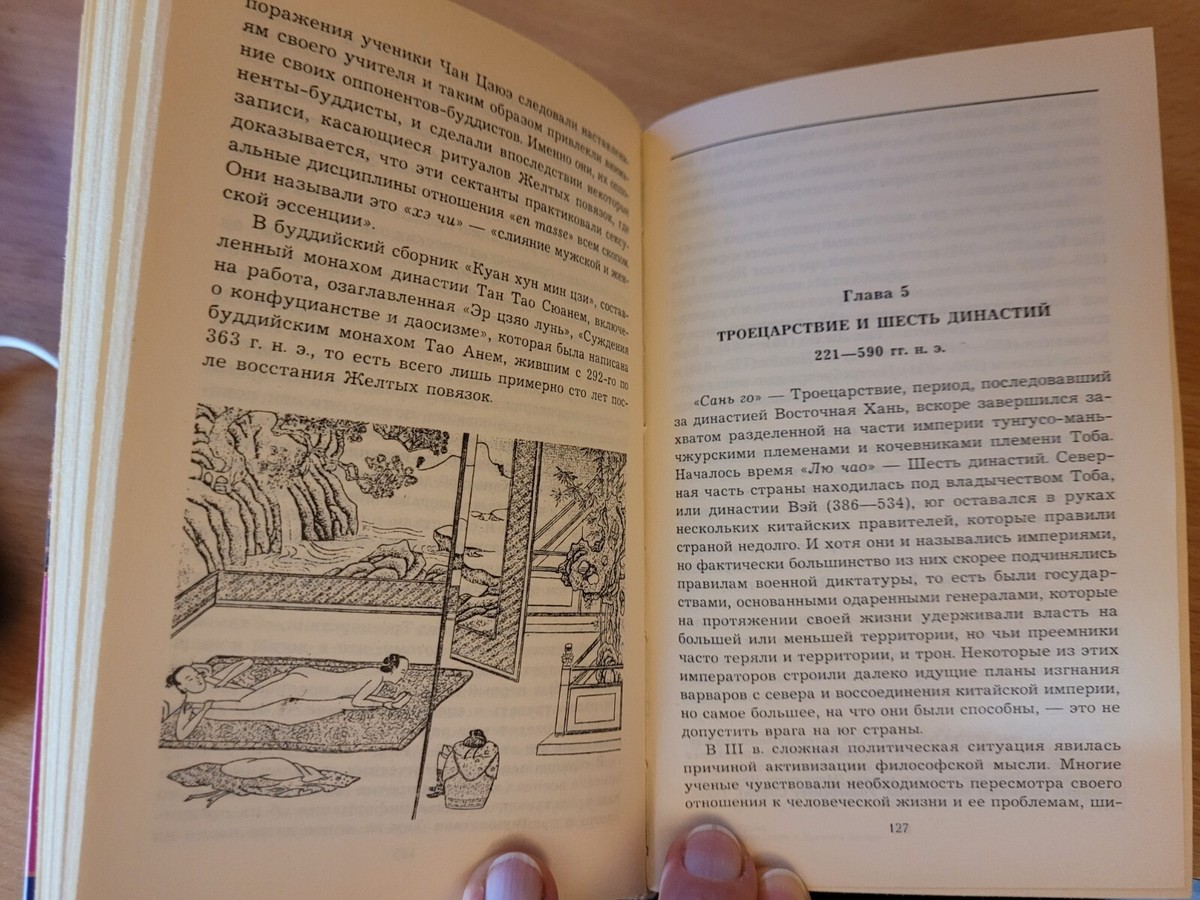 поражения ученики Чан Цзюэ следовали наставлени-
ям своего учителя и таким образом привлекли внима-
ние своих оппонентов-буддистов. Именно они, их оппо-
ненты-буддисты, и сделали впоследствии некоторые
записи, касающиеся ритуалов Желтых повязок, где
доказывается, что эти сектанты практиковали сексу-
альные дисциплины отношения «en masse» всем скопом.
Они называли это «хэ чи» — «слияние мужской и жен-
ской эссенции».
В буддийский сборник «Куан хун мин цзи», состав-
ленный монахом династии Тан Тао Сюанем, включе-
на работа, озаглавленная «Эр цзяо лунь», «Суждения
о конфуцианстве и даосизме», которая была написана
буддийским монахом Тао Анем, жившим с 292-го по
363 г. н. э., то есть всего лишь примерно сто лет пос-
ле восстания Желтых повязок.
Глава 5
ТРОЕЦАРСТВИЕ И ШЕСТЬ ДИНАСТИЙ
221—590 гг. н. э.
«Сань го» — Троецарствие, период, последовавший
за династией Восточная Хань, вскоре завершился за-
хватом разделенной на части империи тунгусо-мань-
чжурскими племенами и кочевниками племени Тоба.
Началось время «Лю чао» — Шесть династий. Север-
ная часть страны находилась под владычеством Тоба,
или династии Вэй (386—534), юг оставался в руках
нескольких китайских правителей, которые правили
страной недолго. И хотя они и назывались империями,
но фактически большинство из них скорее подчинялись
правилам военной диктатуры, то есть были государ-
ствами, основанными одаренными генералами, которые
на протяжении своей жизни удерживали власть на
большей или меньшей территории, но чьи преемники
часто теряли и территории, и трон. Некоторые из этих
императоров строили далеко идущие планы изгнания
варваров с севера и воссоединения китайской империи,
но самое большее, на что они были способны, — это не
допустить врага на юг страны.
В III в. сложная политическая ситуация явилась
причиной активизации философской мысли. Многие
ученые чувствовали необходимость пересмотра своего
отношения к человеческой жизни и ее проблемам, ши-
127